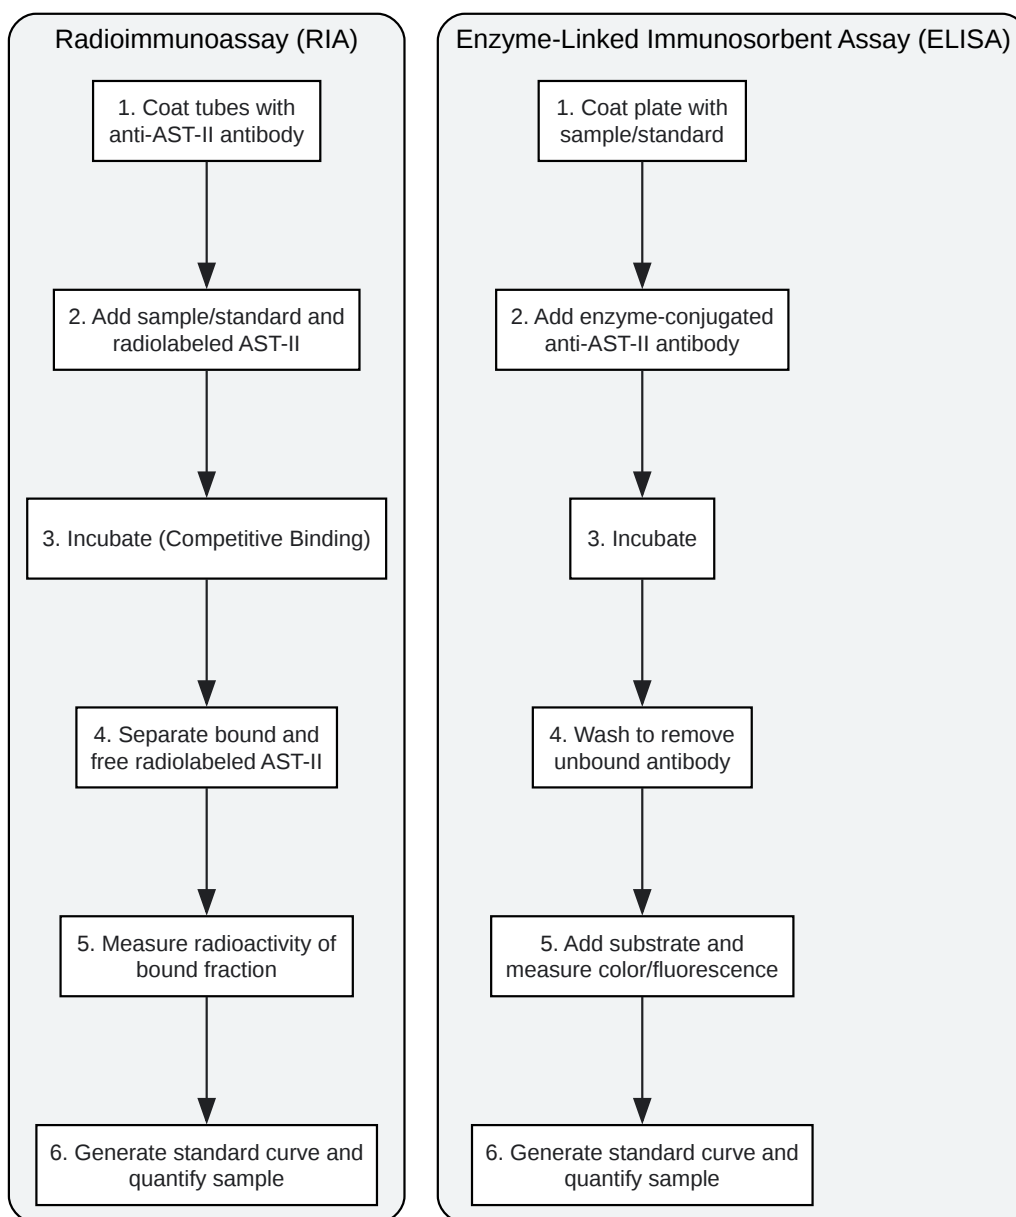 Radioimmunoassay (RIA)
1. Coat tubes with
anti-AST-II antibody
2. Add sample/standard and
radiolabeled AST-II
3. Incubate (Competitive Binding)
4. Separate bound and
free radiolabeled AST-II
5. Measure radioactivity of
bound fraction
6. Generate standard curve and
quantify sample
Enzyme-Linked Immunosorbent Assay (ELISA)
1. Coat plate with
sample/standard
2. Add enzyme-conjugated
anti-AST-II antibody
3. Incubate
4. Wash to remove
unbound antibody
5. Add substrate and
measure color/fluorescence
6. Generate standard curve and
quantify sample